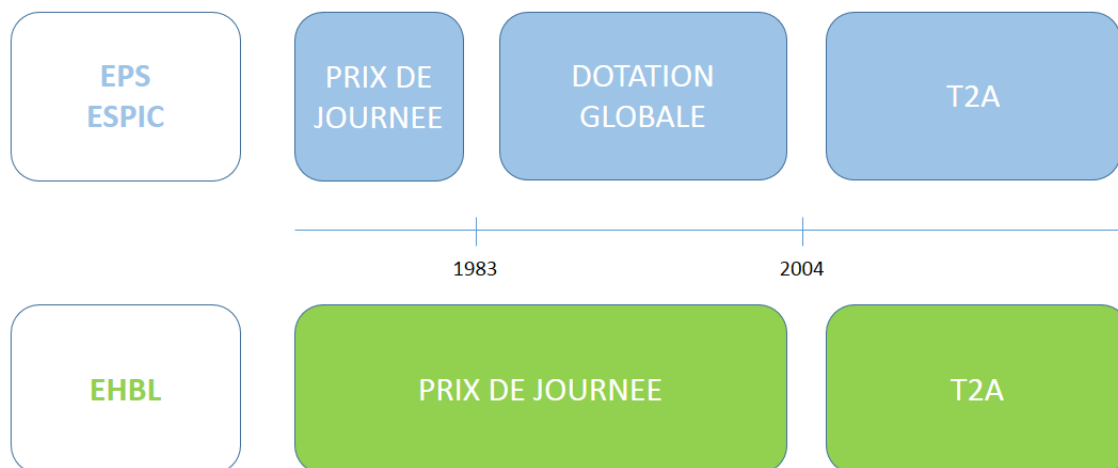 EPS
ESPIC
PRIX DE
JOURNEE
DOTATION
GLOBALE
T2A
1983
2004
EHBL
PRIX DE JOURNEE
T2A